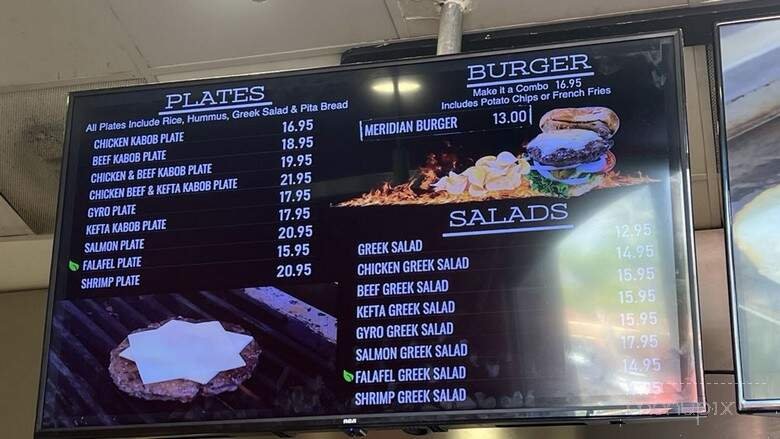 PLATES
All Plates Include Rice, Hummus, Greek Salad & Pita Bread
CHICKEN KABOB PLATE 16.95
BEEF KABOB PLATE 18.95
CHICKEN & BEEF KABOB PLATE 19.95
CHICKEN BEEF & KEFTA KABOB PLATE 21.95
GYRO PLATE 17.95
KEFTA KABOB PLATE 17.95
SALMON PLATE 20.95
FALAFEL PLATE 15.95
SHRIMP PLATE 20.95
BURGER
Make it a Combo 16.95
Includes Potato Chips or French Fries
MERIDIAN BURGER 13.00
SALADS
GREEK SALAD 12.95
CHICKEN GREEK SALAD 14.95
BEEF GREEK SALAD 15.95
KEFTA GREEK SALAD 15.95
GYRO GREEK SALAD 15.95
SALMON GREEK SALAD 17.95
FALAFEL GREEK SALAD 14.95
SHRIMP GREEK SALAD
RCA